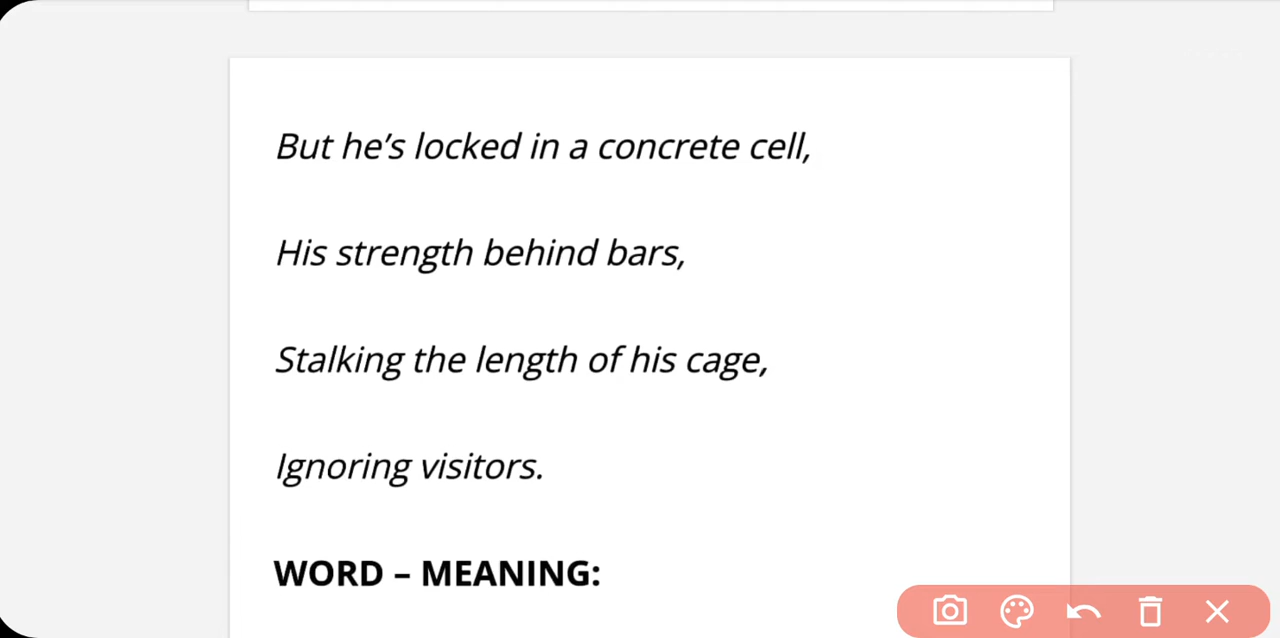 But he's locked in a concrete cell,
His strength behind bars,
Stalking the length of his cage,
Ignoring visitors.
WORD – MEANING: